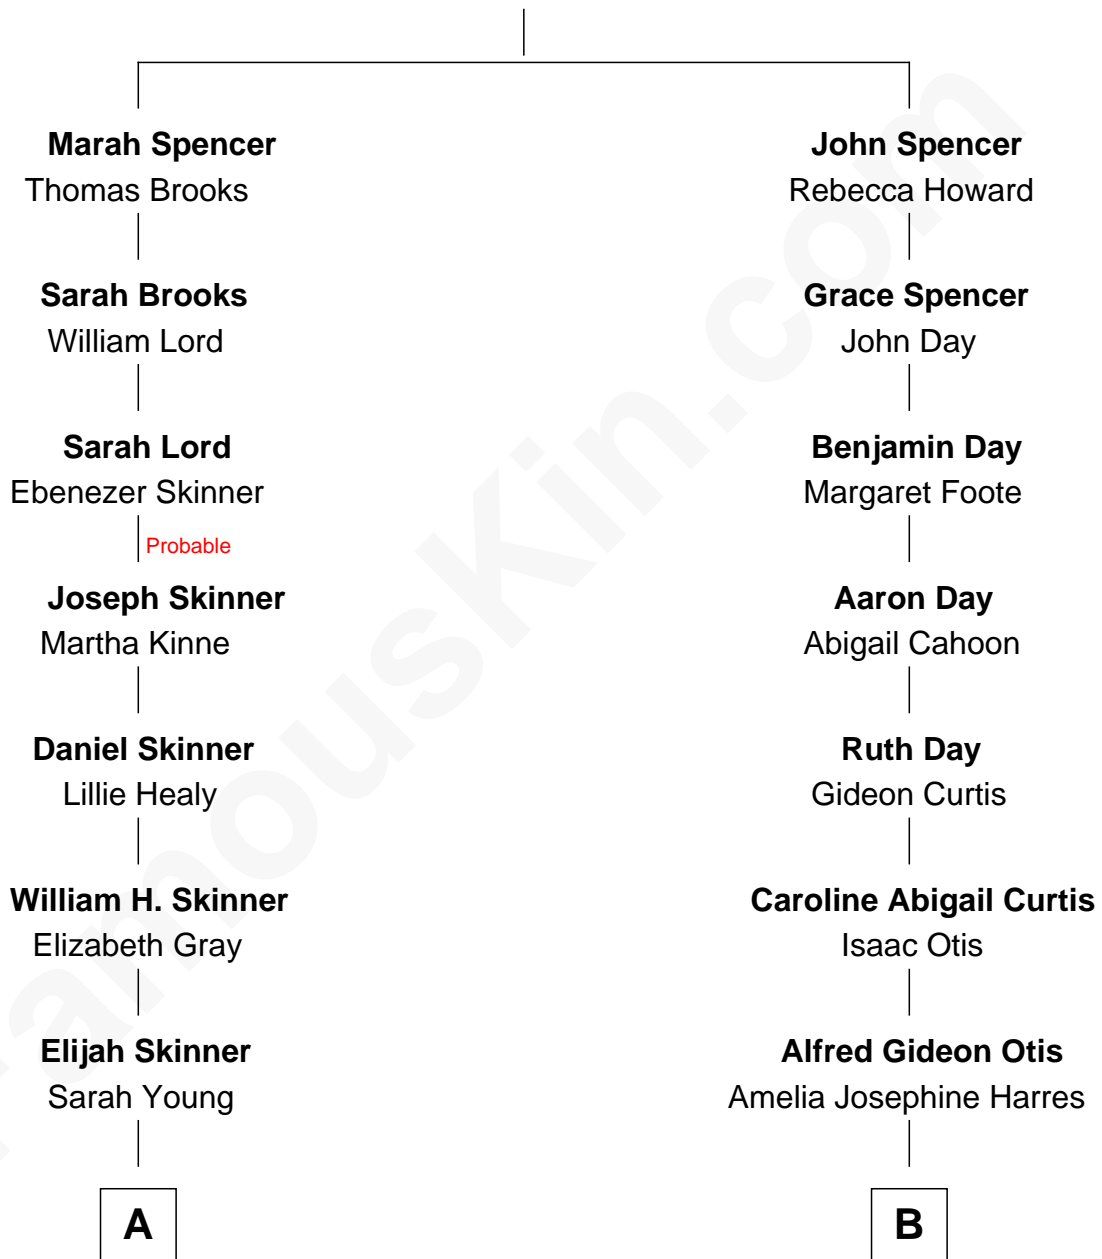 Marah Spencer
Thomas Brooks
John Spencer
Rebecca Howard
Sarah Brooks
William Lord
Grace Spencer
John Day
Sarah Lord
Ebenezer Skinner
Benjamin Day
Margaret Foote
Probable
Joseph Skinner
Martha Kinne
Aaron Day
Abigail Cahoon
Daniel Skinner
Lillie Healy
Ruth Day
Gideon Curtis
William H. Skinner
Elizabeth Gray
Caroline Abigail Curtis
Isaac Otis
Elijah Skinner
Sarah Young
Alfred Gideon Otis
Amelia Josephine Harres
A
B
FamousKin.com